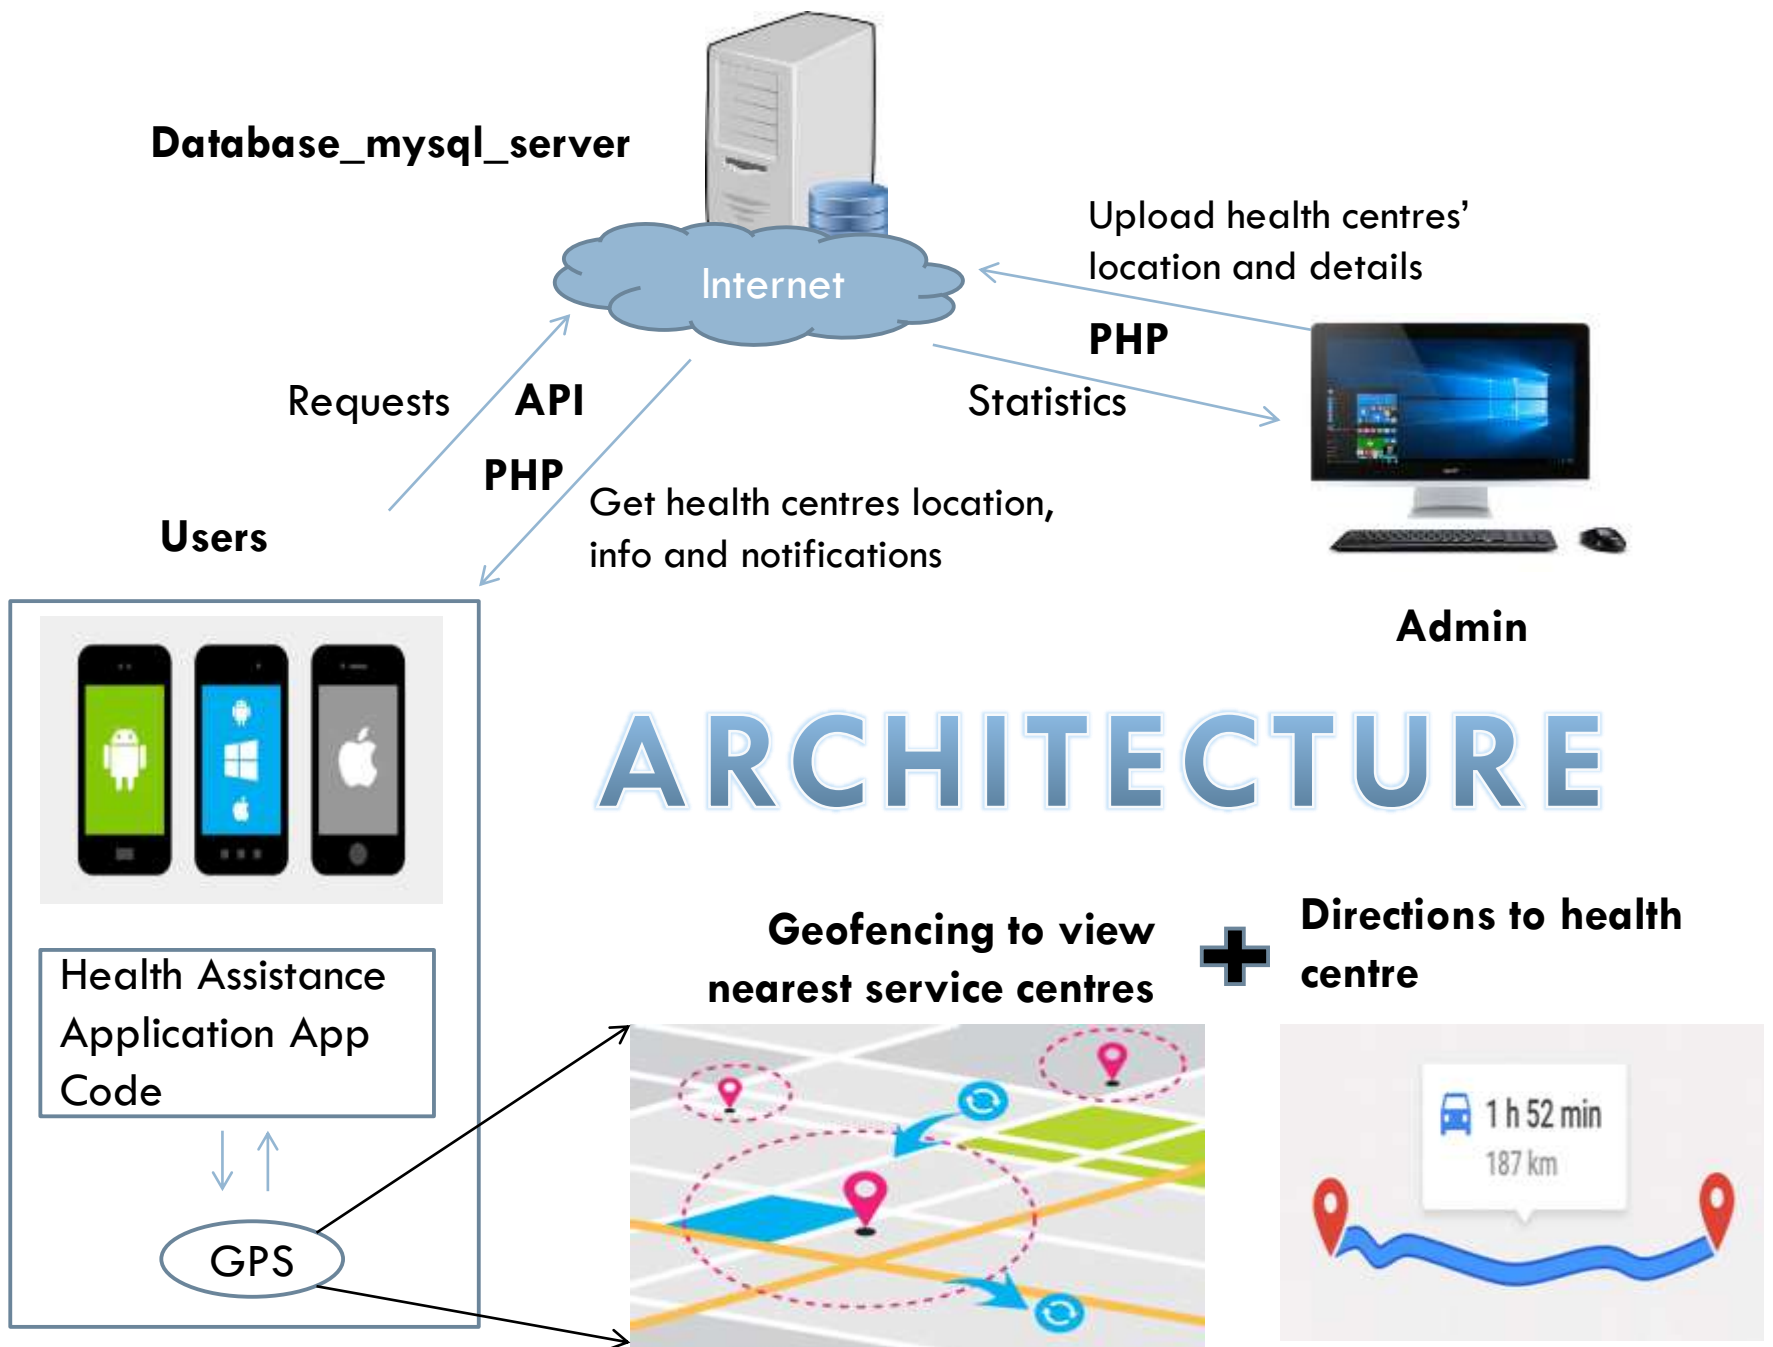 Database_mysql_server
Internet
Upload health centres’
location and details
PHP
Statistics
Requests
API
PHP
Get health centres location,
info and notifications
Users
Admin
ARCHITECTURE
Health Assistance
Application App
Code
GPS
Geofencing to view
nearest service centres
Directions to health
centre
1 h 52 min
187 km